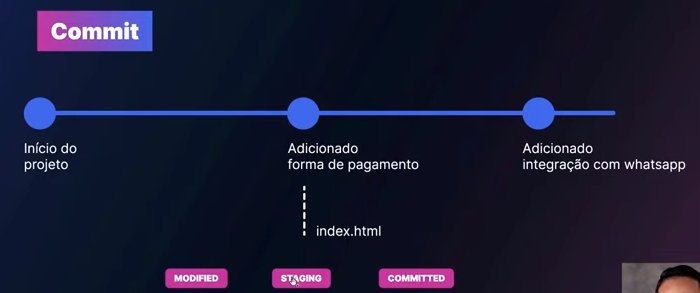 Commit
Início do
projeto
Adicionado
forma de pagamento
Adicionado
integração com whatsapp
index.html
MODIFIED
STAGING
COMMITTED